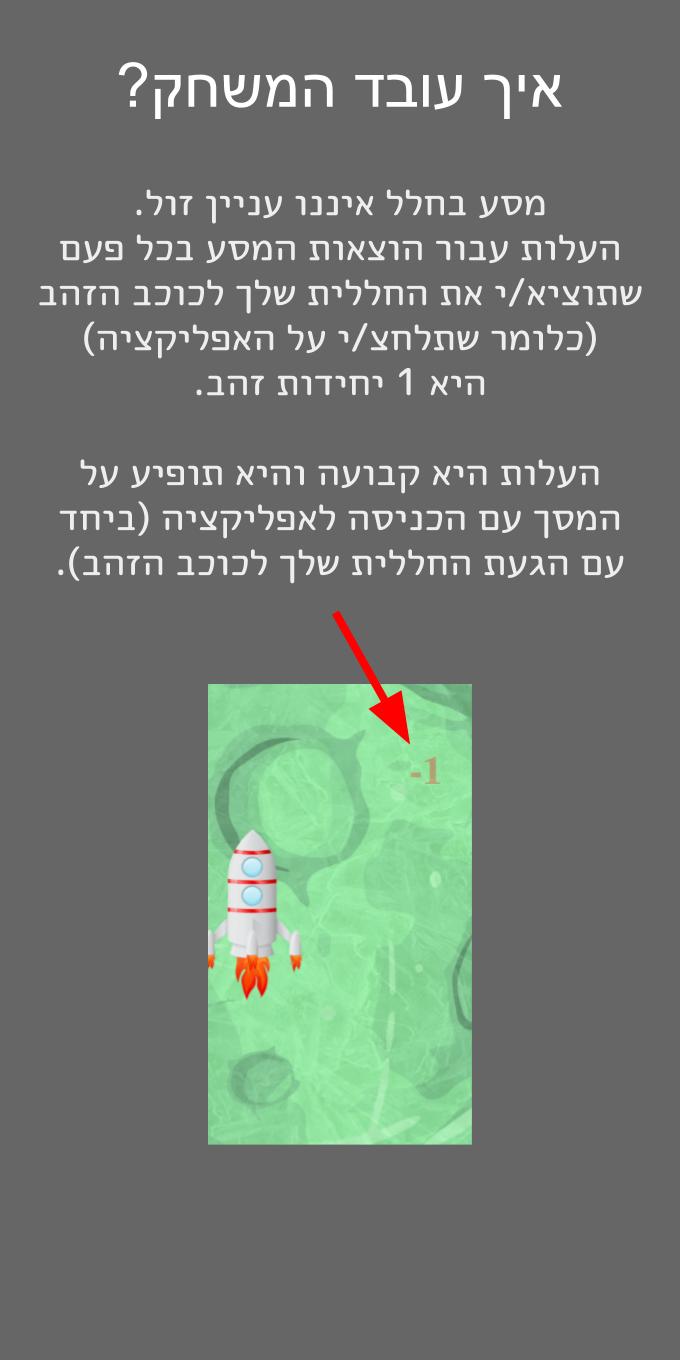 איך עובד המשחק?
מסע בחלל איננו עניין זול.
העלות עבור הוצאות המסע בכל פעם
שתוציא/י את החללית שלך לכוכב הזהב
(כלומר שתלחצ/י על האפליקציה)
היא 1 יחידות זהב.
העלות היא קבועה והיא תופיע על
המסך עם הכניסה לאפליקציה (ביחד
עם הגעת החללית שלך לכוכב הזהב).
-1